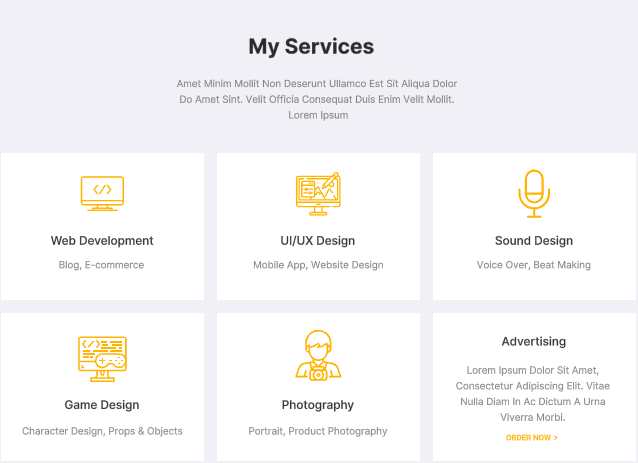 My Services
Amet Minim Mollit Non Deserunt Ullamco Est Sit Aliqua Dolor
Do Amet Sint. Velit Officia Consequat Duis Enim Velit Mollit.
Lorem Ipsum
Web Development
Blog, E-commerce
UI/UX Design
Mobile App, Website Design
Sound Design
Voice Over, Beat Making
Game Design
Character Design, Props & Objects
Photography
Portrait, Product Photography
Advertising
Lorem Ipsum Dolor Sit Amet,
Consectetur Adipiscing Elit. Vitae
Nulla Diam In Ac Dictum A Urna
Viverra Morbi.
ORDER NOW >